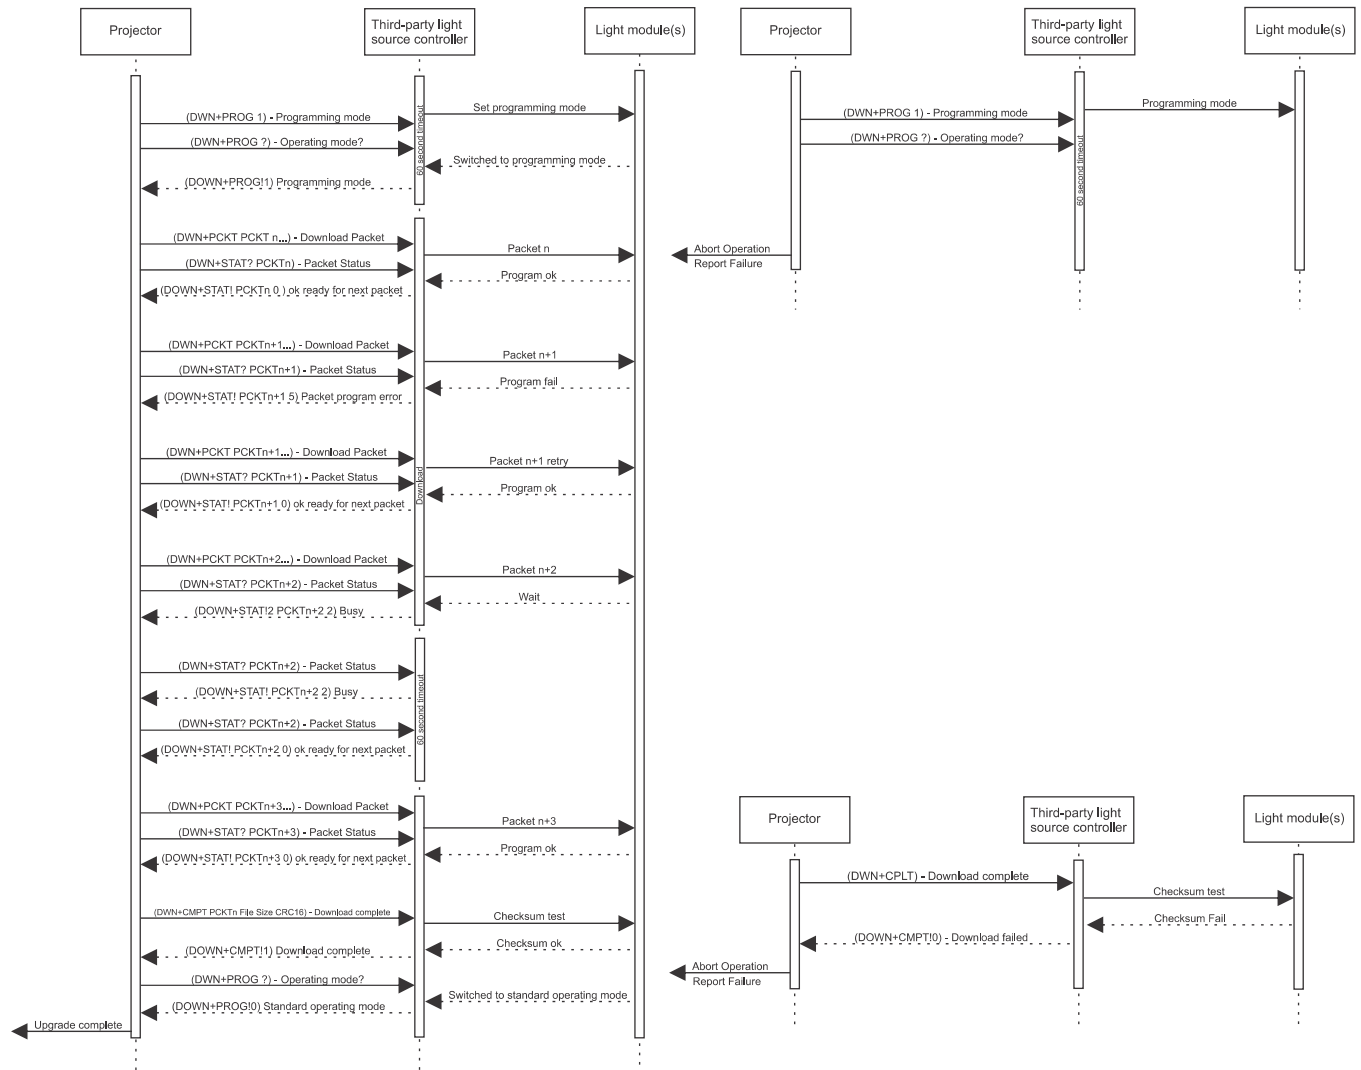 Projector
Third-party light
source controller
Light module(s)
(DWN+PROG 1) - Programming mode
Set programming mode
(DWN+PROG ?) - Operating mode?
60 second timeout
Switched to programming mode
(DOWN+PROG!1) Programming mode
(DWN+PCKT PCKT n...) - Download Packet
Packet n
(DWN+STAT? PCKTn) - Packet Status
Program ok
(DOWN+STAT! PCKTn 0 ) ok ready for next packet
(DWN+PCKT PCKTn+1...) - Download Packet
Packet n+1
(DWN+STAT? PCKTn+1) - Packet Status
Program fail
(DOWN+STAT! PCKTn+1 5) Packet program error
(DWN+PCKT PCKTn+1...) - Download Packet
Packet n+1 retry
(DWN+STAT? PCKTn+1) - Packet Status
Download
Program ok
(DOWN+STAT! PCKTn+1 0) ok ready for next packet
(DWN+PCKT PCKTn+2...) - Download Packet
Packet n+2
(DWN+STAT? PCKTn+2) - Packet Status
Wait
(DOWN+STAT!2 PCKTn+2 2) Busy
(DWN+STAT? PCKTn+2) - Packet Status
(DOWN+STAT! PCKTn+2 2) Busy
60 second timeout
(DWN+STAT? PCKTn+2) - Packet Status
(DOWN+STAT! PCKTn+2 0) ok ready for next packet
(DWN+PCKT PCKTn+3...) - Download Packet
Packet n+3
(DWN+STAT? PCKTn+3) - Packet Status
Program ok
(DOWN+STAT! PCKTn+3 0) ok ready for next packet
(DWN+CMPT PCKTn File Size CRC16) - Download complete
Checksum test
Checksum ok
(DOWN+CMPT!1) Download complete
(DWN+PROG ?) - Operating mode?
Switched to standard operating mode
(DOWN+PROG!0) Standard operating mode
Upgrade complete
Projector
Third-party light
source controller
Light module(s)
Programming mode
(DWN+PROG 1) - Programming mode
(DWN+PROG ?) - Operating mode?
60 second timeout
Abort Operation
Report Failure
Projector
Third-party light
source controller
Light module(s)
(DWN+CPLT) - Download complete
Checksum test
Checksum Fail
(DOWN+CMPT!0) - Download failed
Abort Operation
Report Failure